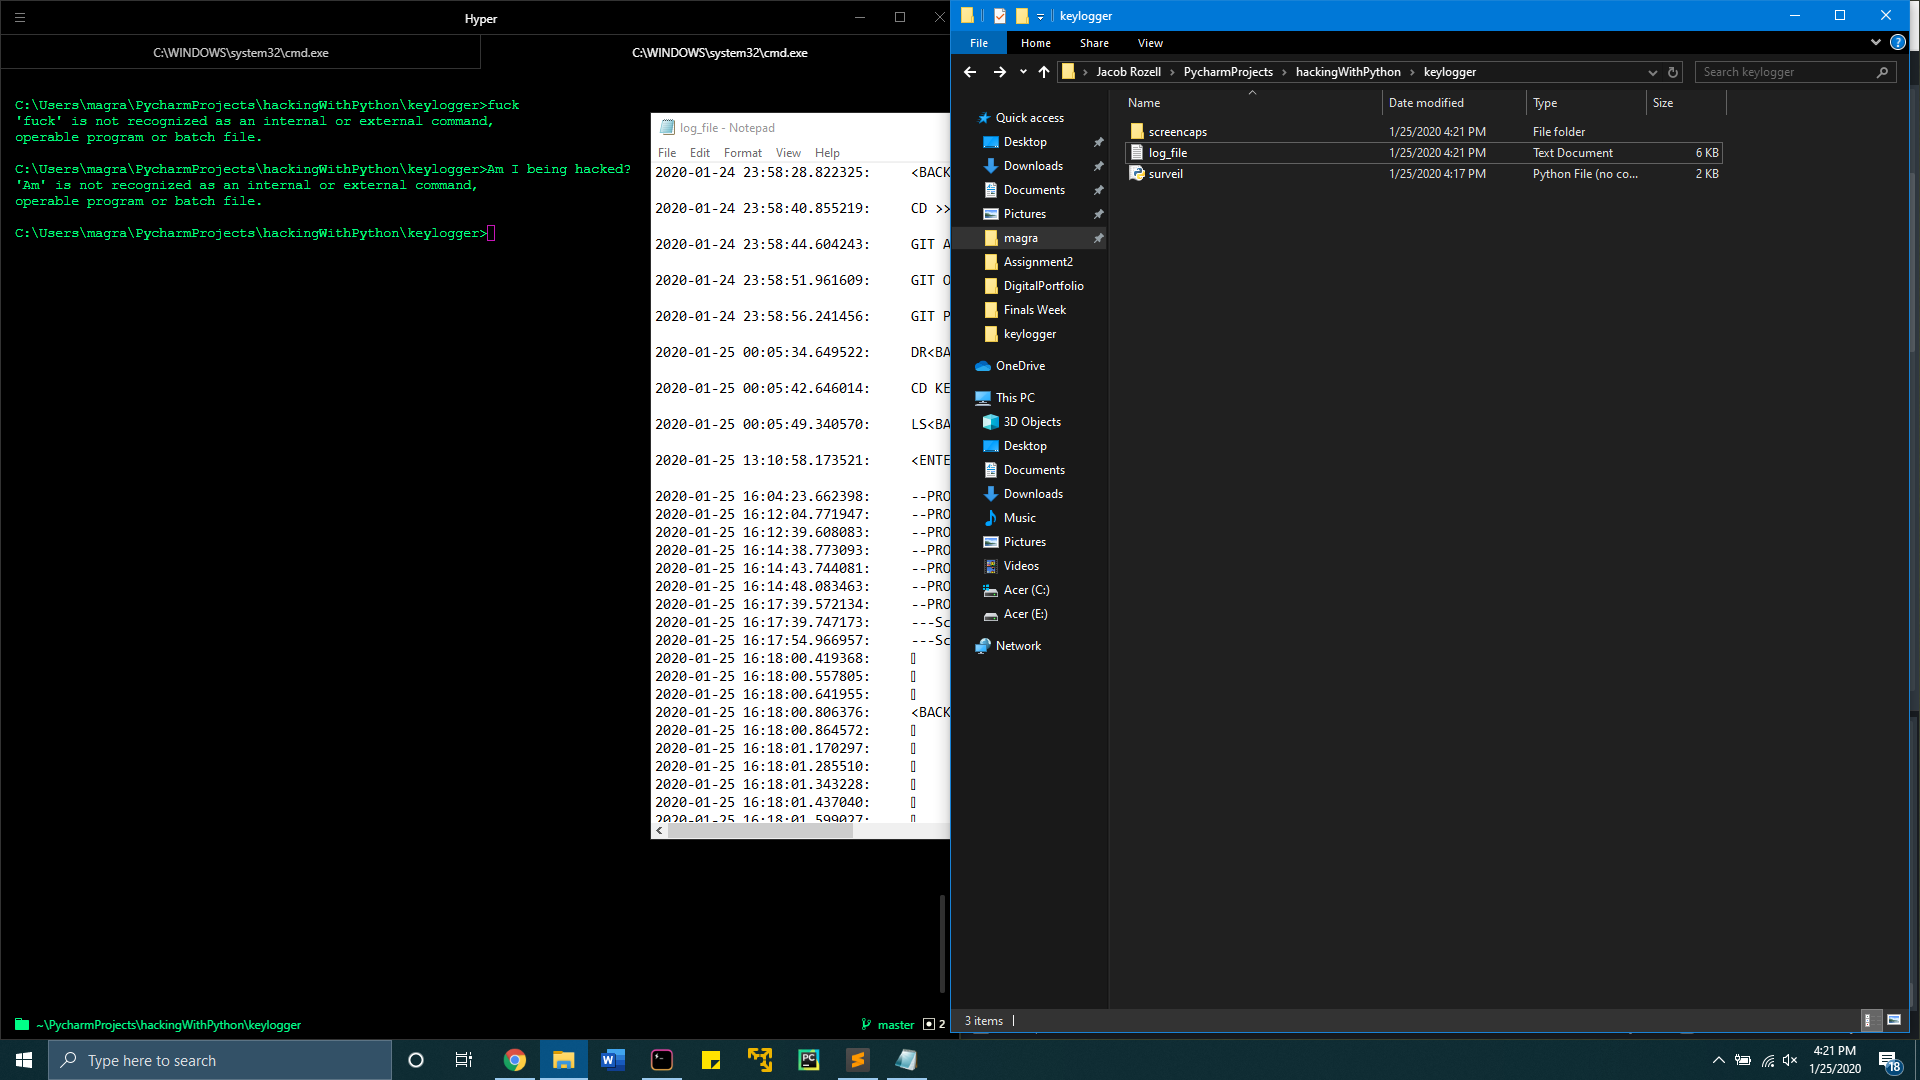 Hyper
C:\WINDOWS\system32\cmd.exe
C:\WINDOWS\system32\cmd.exe
C:\Users\magra\PycharmProjects\hackingWithPython\keylogger>fuck
'fuck' is not recognized as an internal or external command,
operable program or batch file.
C:\Users\magra\PycharmProjects\hackingWithPython\keylogger>Am I being hacked?
'Am' is not recognized as an internal or external command,
operable program or batch file.
C:\Users\magra\PycharmProjects\hackingWithPython\keylogger>
~\PycharmProjects\hackingWithPython\keylogger
master 2
log_file - Notepad
File Edit Format View Help
2020-01-24 23:58:28.822325: <BACK
2020-01-24 23:58:40.855219: CD >>
2020-01-24 23:58:44.604243: GIT A
2020-01-24 23:58:51.961609: GIT O
2020-01-24 23:58:56.241456: GIT P
2020-01-25 00:05:34.649522: DR<BA
2020-01-25 00:05:42.646014: CD KE
2020-01-25 00:05:49.340570: LS<BA
2020-01-25 13:10:58.173521: <ENTE
2020-01-25 16:04:23.662398: --PRO
2020-01-25 16:12:04.771947: --PRO
2020-01-25 16:12:39.608083: --PRO
2020-01-25 16:14:38.773093: --PRO
2020-01-25 16:14:43.744081: --PRO
2020-01-25 16:14:48.083463: --PRO
2020-01-25 16:17:39.572134: --PRO
2020-01-25 16:17:39.747173: ---Sc
2020-01-25 16:17:54.966957: ---Sc
2020-01-25 16:18:00.419368:
2020-01-25 16:18:00.557805:
2020-01-25 16:18:00.641955:
2020-01-25 16:18:00.806376: <BACK
2020-01-25 16:18:00.864572:
2020-01-25 16:18:01.170297:
2020-01-25 16:18:01.285510:
2020-01-25 16:18:01.343228:
2020-01-25 16:18:01.437040:
2020-01-25 16:18:01.599027:
keylogger
File Home Share View
Jacob Rozell > PycharmProjects > hackingWithPython > keylogger
Search keylogger
Name Date modified Type Size
screencaps 1/25/2020 4:21 PM File folder
log_file 1/25/2020 4:21 PM Text Document 6 KB
surveil 1/25/2020 4:17 PM Python File (no co... 2 KB
Quick access
Desktop
Downloads
Documents
Pictures
magra
Assignment2
DigitalPortfolio
Finals Week
keylogger
OneDrive
This PC
3D Objects
Desktop
Documents
Downloads
Music
Pictures
Videos
Acer (C:)
Acer (E:)
Network
3 items
Type here to search
4:21 PM
1/25/2020
18